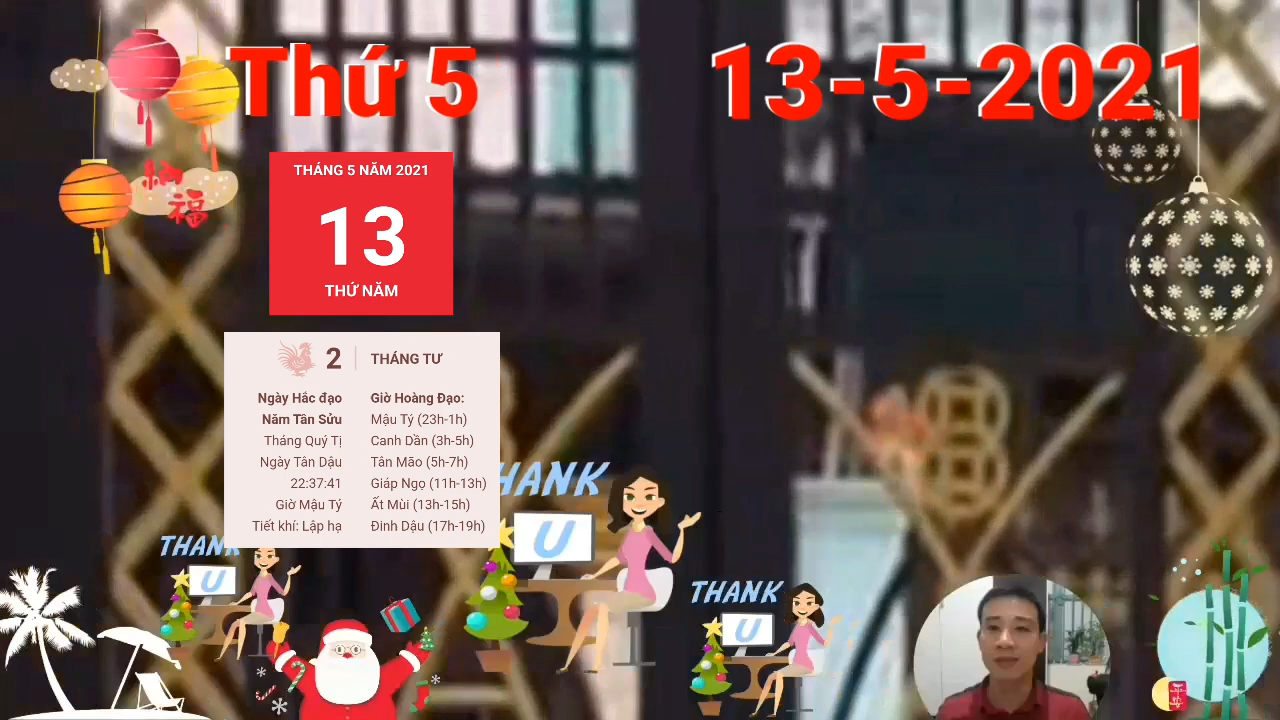 Thứ 5
13-5-2021
THÁNG 5 NĂM 2021
13
THỨ NĂM
2
THÁNG TƯ
Ngày Hắc đạo
Năm Tân Sửu
Tháng Quý Tị
Ngày Tân Dậu
22:37:41
Giờ Mậu Tý
Tiết khí: Lập hạ
Giờ Hoàng Đạo:
Mậu Tý (23h-1h)
Canh Dần (3h-5h)
Tân Mão (5h-7h)
Giáp Ngọ (11h-13h)
Ất Mùi (13h-15h)
Đinh Dậu (17h-19h)
HANK
U
THANK
U
THANK
U
福